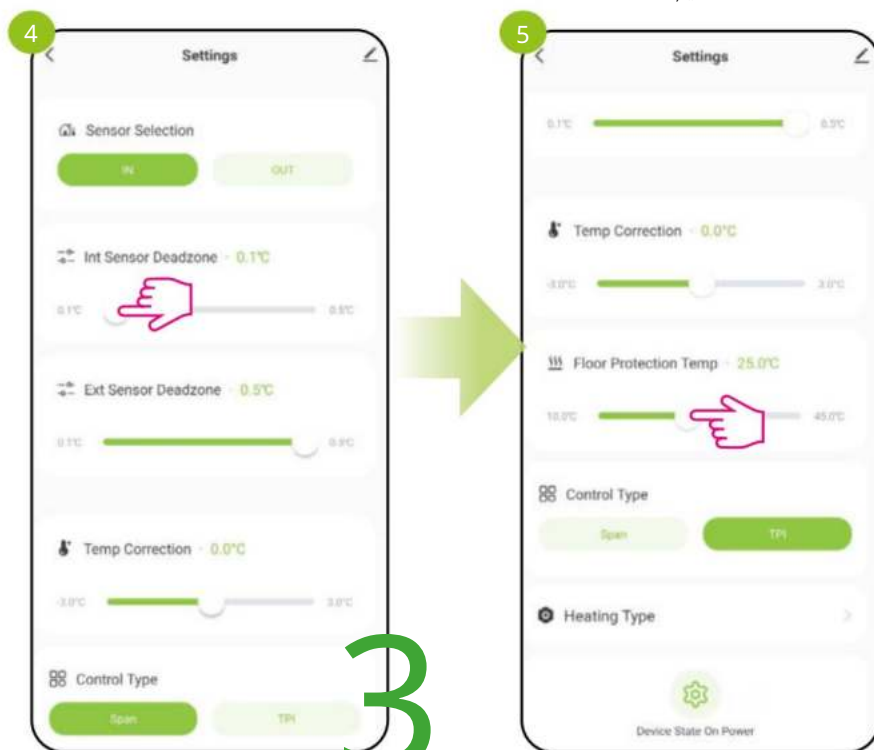 4
Settings
Sensor Selection
IN OUT
Int Sensor Deadzone · 0.1℃
0.1℃ 0.5℃
Ext Sensor Deadzone · 0.5℃
0.1℃
Temp Correction · 0.0°C
-3.0°C 3.0°C
Control Type
Span TPI
3
5
Settings
0.1℃ 0.5℃
Temp Correction · 0.0°C
-3.0°C 3.0°C
Floor Protection Temp · 25.0℃
10.0℃ 45.0℃
Control Type
Span TPI
Heating Type
Device State On Power